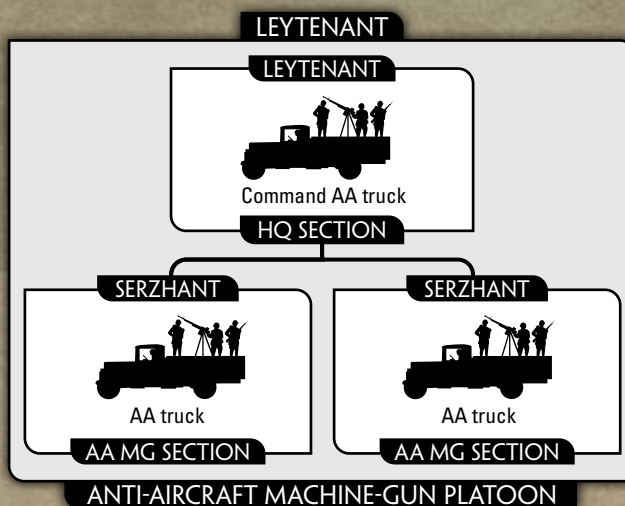 LEYTENANT
LEYTENANT
Command AA truck
HQ SECTION
SERZHANT
SERZHANT
AA truck
AA truck
AA MG SECTION
AA MG SECTION
ANTI-AIRCRAFT MACHINE-GUN PLATOON